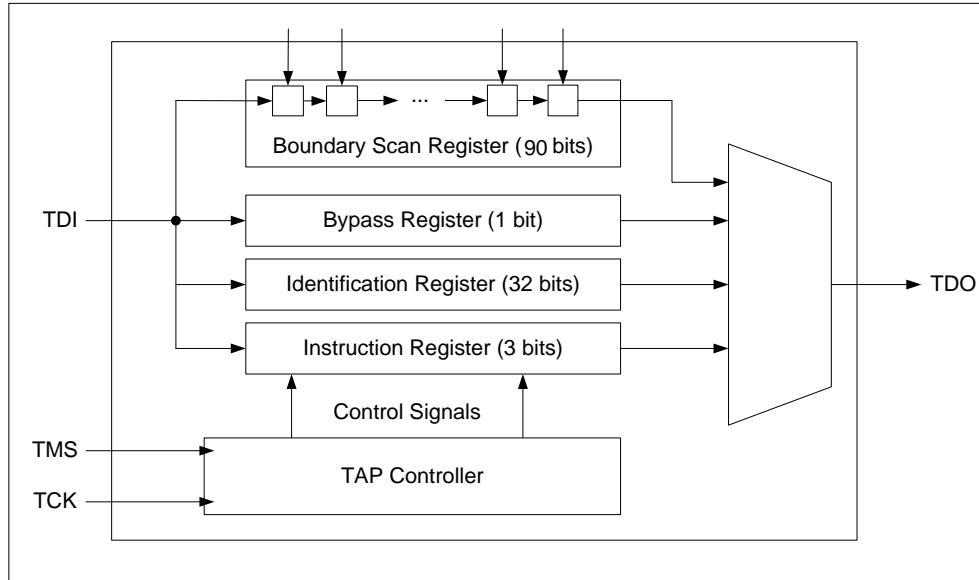 ...
Boundary Scan Register (90 bits)
TDI
Bypass Register (1 bit)
Identification Register (32 bits)
TDO
Instruction Register (3 bits)
Control Signals
TMS
TAP Controller
TCK